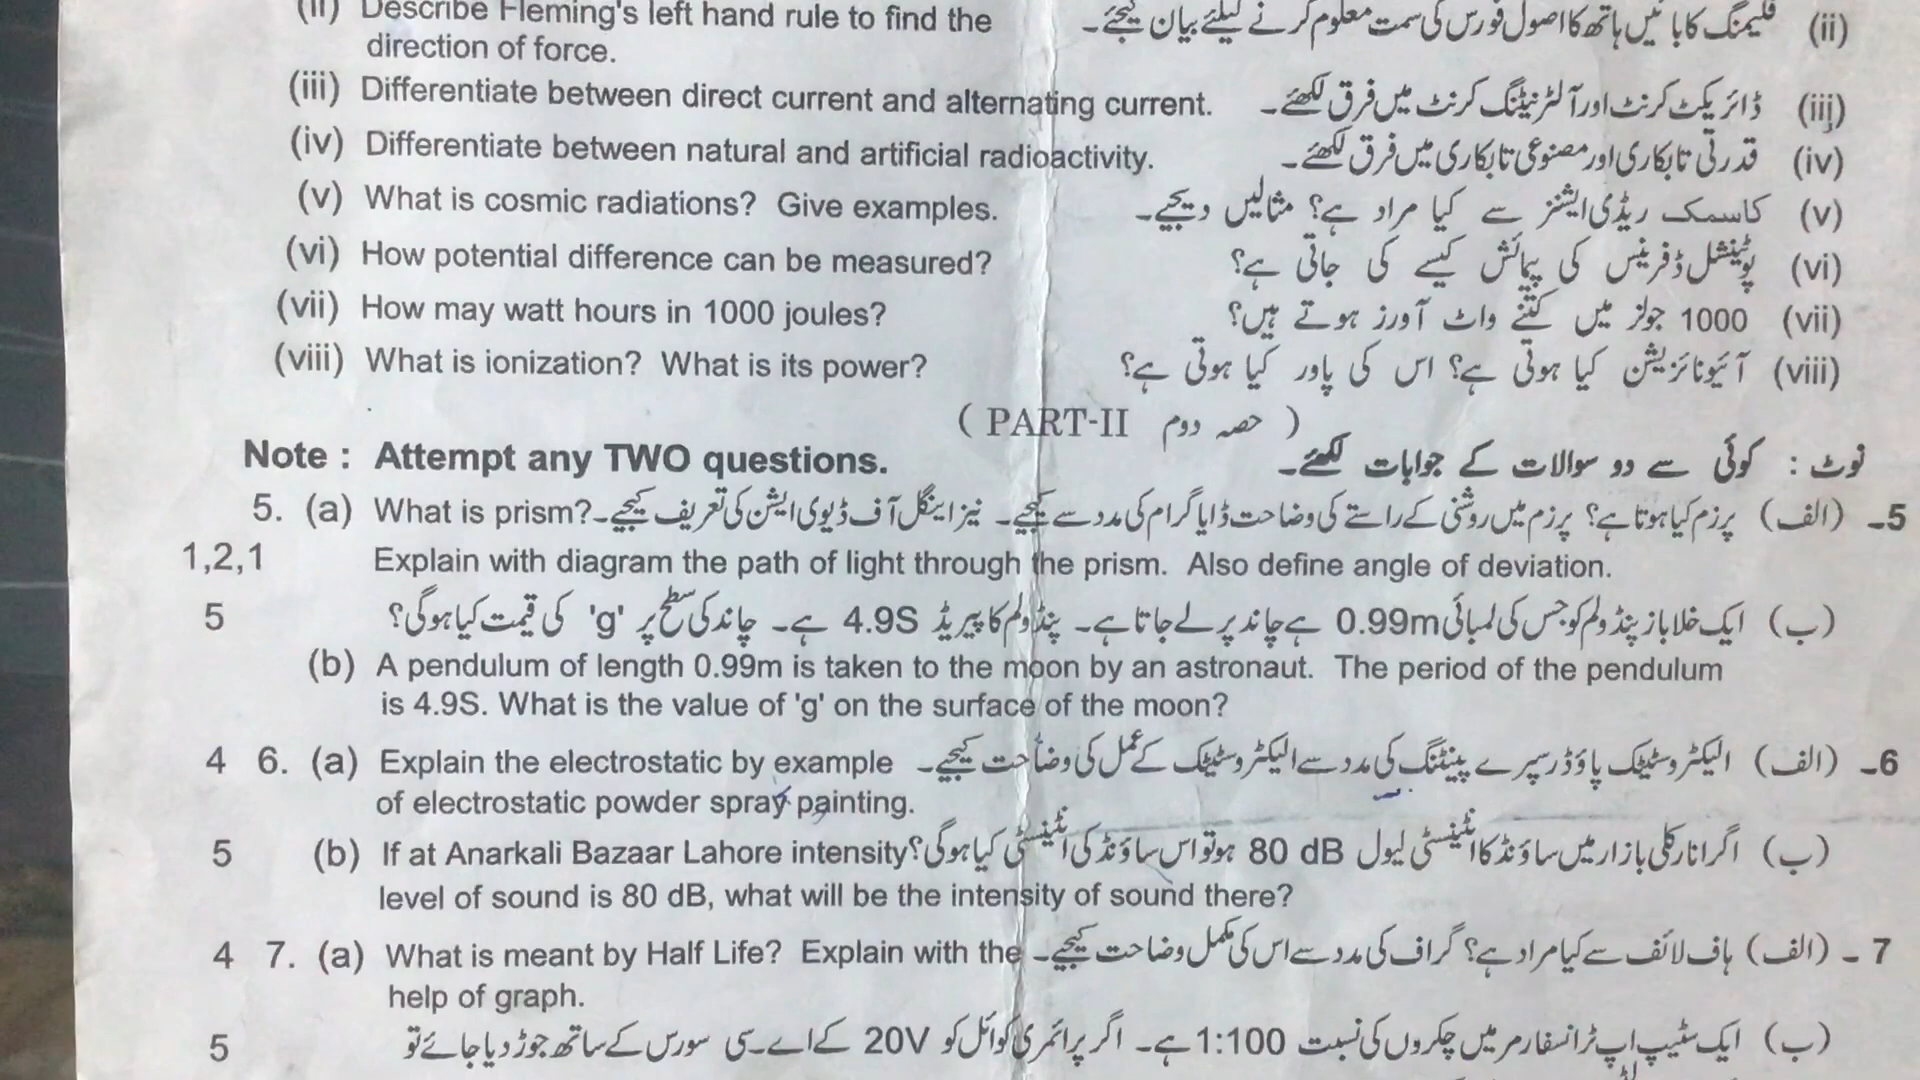 (ii) Describe Fleming's left hand rule to find the فلیمنگ کا بائیں ہاتھ کا اصول فورس کی سمت معلوم کرنے کیلئے بیان کیجئے۔ (ii)
direction of force.
(iii) Differentiate between direct current and alternating current. ڈائریکٹ کرنٹ اور آلٹرنیٹنگ کرنٹ میں فرق لکھئے۔ (iii)
(iv) Differentiate between natural and artificial radioactivity. قدرتی تابکاری اور مصنوعی تابکاری میں فرق لکھئے۔ (iv)
(v) What is cosmic radiations? Give examples. کاسمک ریڈی ایشنز سے کیا مراد ہے؟ مثالیں دیجیے۔ (v)
(vi) How potential difference can be measured? پوٹینشل ڈفرینس کی پیمائش کیسے کی جاتی ہے؟ (vi)
(vii) How may watt hours in 1000 joules? 1000 جولز میں کتنے واٹ آورز ہوتے ہیں؟ (vii)
(viii) What is ionization? What is its power? آئیونائزیشن کیا ہوتی ہے؟ اس کی پاور کیا ہوتی ہے؟ (viii)
( PART-II حصہ دوم )
Note : Attempt any TWO questions. نوٹ : کوئی سے دو سوالات کے جوابات لکھئے۔
5. (a) What is prism? پرزم کیا ہوتا ہے؟ پرزم میں روشنی کے راستے کی وضاحت ڈایاگرام کی مدد سے کیجیے۔ نیز اینگل آف ڈیوی ایشن کی تعریف کیجیے۔ (الف) 5۔
1,2,1 Explain with diagram the path of light through the prism. Also define angle of deviation.
5 ایک خلا باز پنڈولم کو جس کی لمبائی 0.99m ہے چاند پر لے جاتا ہے۔ پنڈولم کا پیریڈ 4.9S ہے۔ چاند کی سطح پر 'g' کی قیمت کیا ہوگی؟ (ب)
(b) A pendulum of length 0.99m is taken to the moon by an astronaut. The period of the pendulum
is 4.9S. What is the value of 'g' on the surface of the moon?
4 6. (a) Explain the electrostatic by example الیکٹروسٹیٹک پاؤڈر سپرے پینٹنگ کی مدد سے الیکٹروسٹیٹک کے عمل کی وضاحت کیجیے۔ (الف) 6۔
of electrostatic powder spray painting.
5 (b) If at Anarkali Bazaar Lahore intensity اگر انارکلی بازار میں ساؤنڈ کا انٹینسٹی لیول 80 dB ہو تو اس ساؤنڈ کی انٹینسٹی کیا ہوگی؟ (ب)
level of sound is 80 dB, what will be the intensity of sound there?
4 7. (a) What is meant by Half Life? Explain with the ہاف لائف سے کیا مراد ہے؟ گراف کی مدد سے اس کی مکمل وضاحت کیجیے۔ (الف) 7۔
help of graph.
5 ایک سٹیپ اپ ٹرانسفارمر میں چکروں کی نسبت 1:100 ہے۔ اگر پرائمری کوائل کو 20V کے اے۔سی سورس کے ساتھ جوڑ دیا جائے تو (ب)